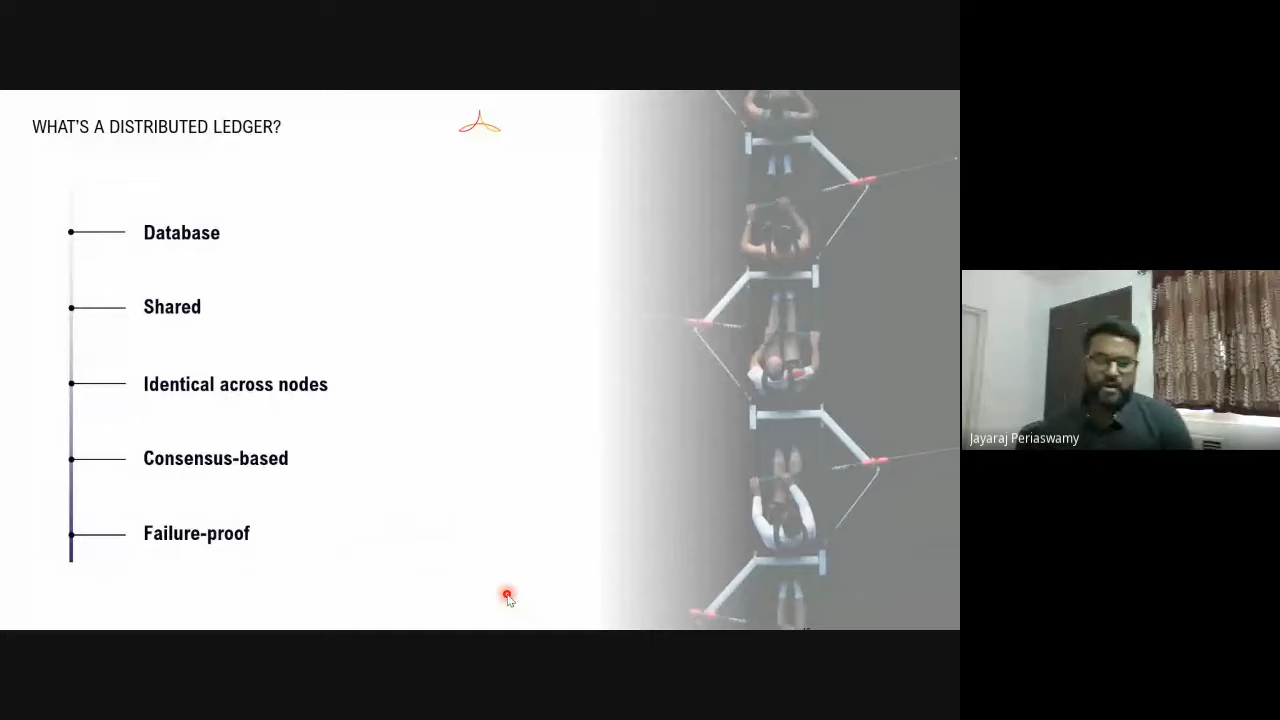 WHAT'S A DISTRIBUTED LEDGER?
Database
Shared
Identical across nodes
Consensus-based
Failure-proof
Jayaraj Periaswamy